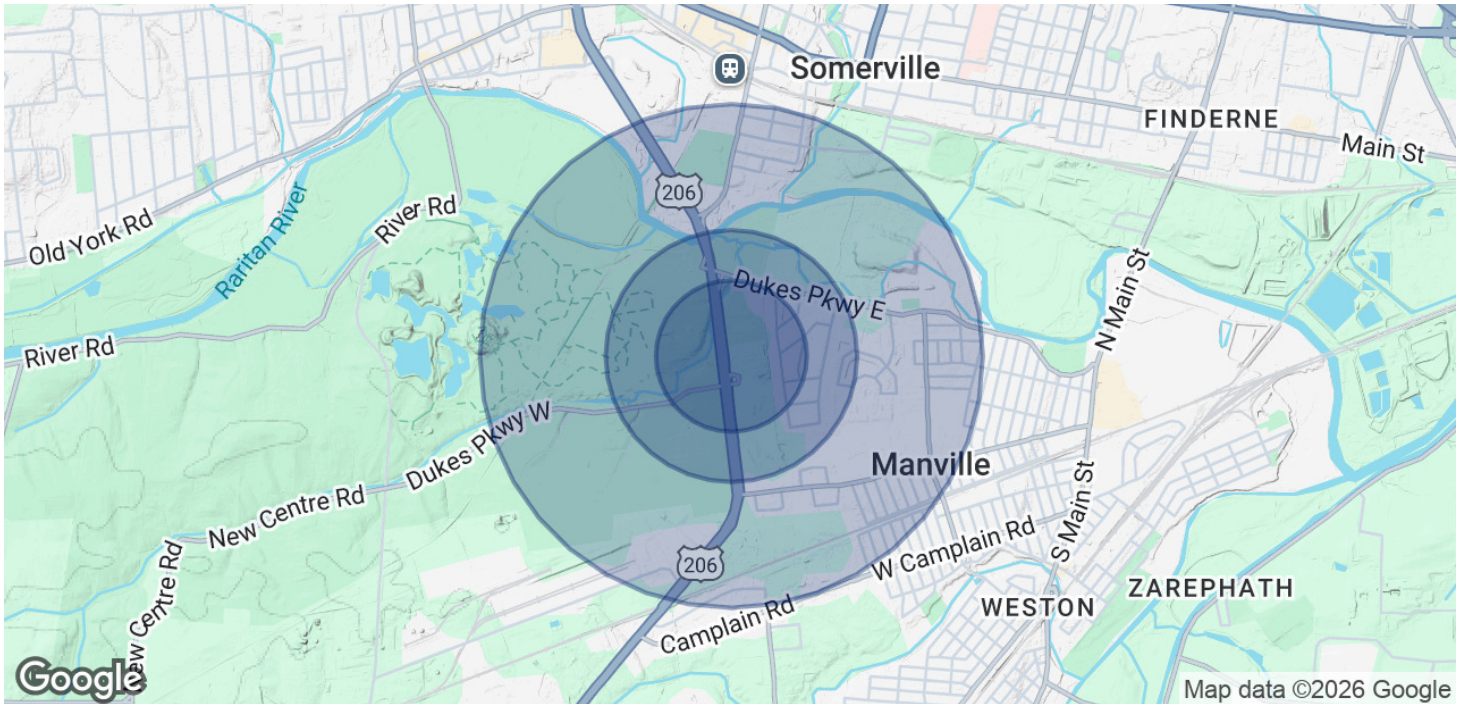 Somerville
FINDERNE
Main St
206
Old York Rd
River Rd
Raritan River
Dukes Pkwy E
N Main St
River Rd
Dukes Pkwy W
Manville
New Centre Rd
S Main St
W Camplain Rd
206
New Centre Rd
ZAREPHATH
WESTON
Camplain Rd
Google
Map data ©2026 Google